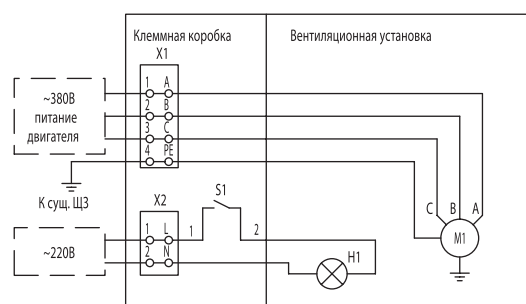 Клеммная коробка
Вентиляционная установка
X1
1 A
2 B
3 C
4 PE
~380В
питание
двигателя
К сущ. ЩЗ
C B A
M1
X2
S1
1 L
2 N
1
2
H1
~220В